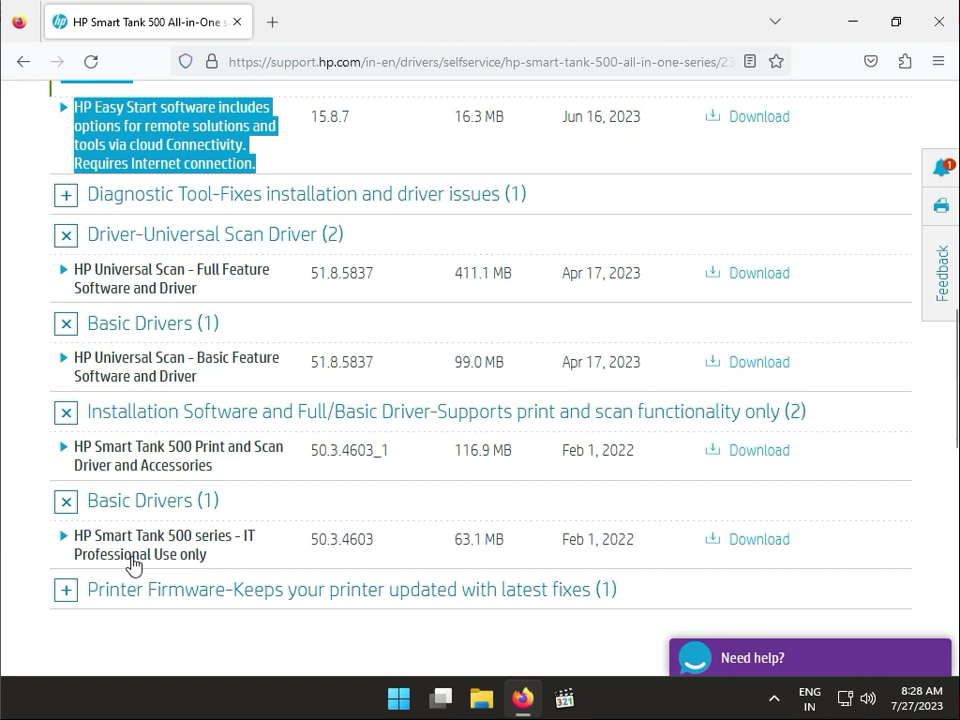 HP Smart Tank 500 All-in-One s
https://support.hp.com/in-en/drivers/selfservice/hp-smart-tank-500-all-in-one-series/23
HP Easy Start software includes options for remote solutions and tools via cloud Connectivity. Requires Internet connection. 15.8.7 16.3 MB Jun 16, 2023 Download
1
Diagnostic Tool-Fixes installation and driver issues (1)
Driver-Universal Scan Driver (2)
Feedback
HP Universal Scan - Full Feature Software and Driver 51.8.5837 411.1 MB Apr 17, 2023 Download
Basic Drivers (1)
HP Universal Scan - Basic Feature Software and Driver 51.8.5837 99.0 MB Apr 17, 2023 Download
Installation Software and Full/Basic Driver-Supports print and scan functionality only (2)
HP Smart Tank 500 Print and Scan Driver and Accessories 50.3.4603_1 116.9 MB Feb 1, 2022 Download
Basic Drivers (1)
HP Smart Tank 500 series - IT Professional Use only 50.3.4603 63.1 MB Feb 1, 2022 Download
Printer Firmware-Keeps your printer updated with latest fixes (1)
Need help?
321
ENG
IN
8:28 AM
7/27/2023